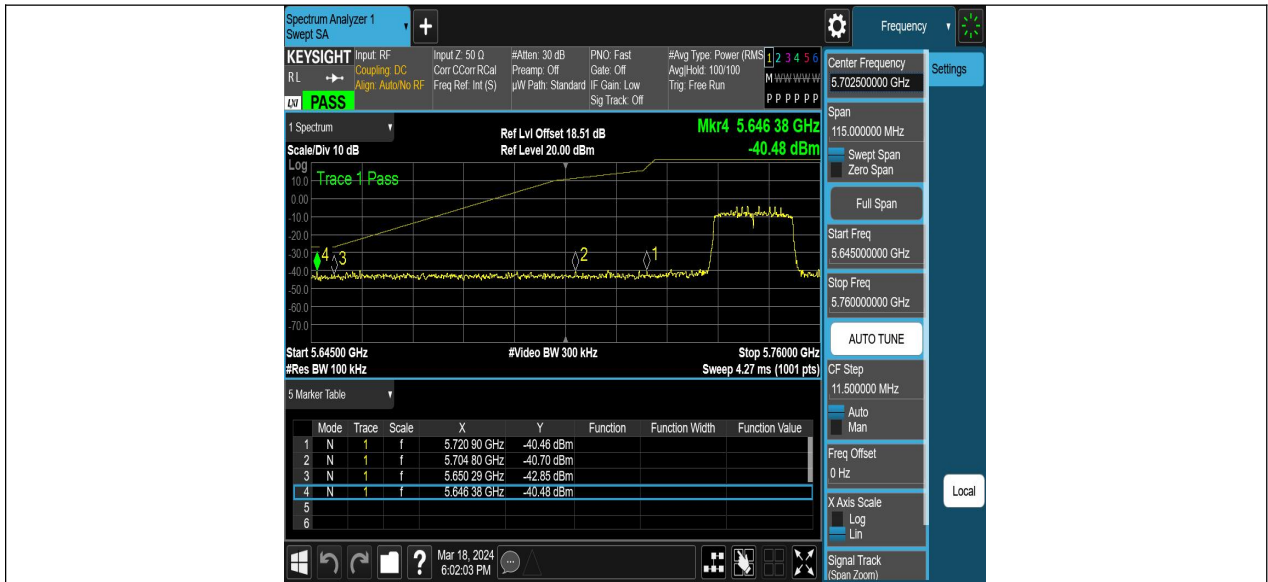 Spectrum Analyzer 1
Swept SA
+
Frequency
KEYSIGHT
RL
LXI PASS
Input: RF
Coupling: DC
Align: Auto/No RF
Input Z: 50 Ω
Corr CCorr RCal
Freq Ref: Int (S)
#Atten: 30 dB
Preamp: Off
µW Path: Standard
PNO: Fast
Gate: Off
IF Gain: Low
Sig Track: Off
#Avg Type: Power (RMS
Avg|Hold: 100/100
Trig: Free Run
1 2 3 4 5 6
M W W W W W
P P P P P P
1 Spectrum
Scale/Div 10 dB
Ref Lvl Offset 18.51 dB
Ref Level 20.00 dBm
Mkr4 5.646 38 GHz
-40.48 dBm
Log
Trace 1 Pass
10.0
0.00
-10.0
-20.0
-30.0
-40.0
-50.0
-60.0
-70.0
4 3 2 1
Start 5.64500 GHz
#Video BW 300 kHz
Stop 5.76000 GHz
#Res BW 100 kHz
Sweep 4.27 ms (1001 pts)
5 Marker Table
Mode Trace Scale X Y Function Function Width Function Value
1 N 1 f 5.720 90 GHz -40.46 dBm
2 N 1 f 5.704 80 GHz -40.70 dBm
3 N 1 f 5.650 29 GHz -42.85 dBm
4 N 1 f 5.646 38 GHz -40.48 dBm
5
6
?
Mar 18, 2024
6:02:03 PM
Center Frequency
5.702500000 GHz
Settings
Span
115.000000 MHz
Swept Span
Zero Span
Full Span
Start Freq
5.645000000 GHz
Stop Freq
5.760000000 GHz
AUTO TUNE
CF Step
11.500000 MHz
Auto
Man
Freq Offset
0 Hz
X Axis Scale
Log
Lin
Signal Track
(Span Zoom)
Local